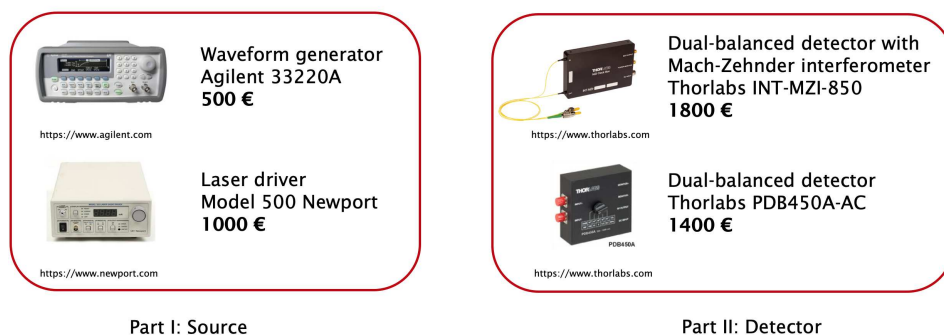 Waveform generator
Agilent 33220A
500 €
https://www.agilent.com
Laser driver
Model 500 Newport
1000 €
https://www.newport.com
Part I: Source
Dual-balanced detector with
Mach-Zehnder interferometer
Thorlabs INT-MZI-850
1800 €
https://www.thorlabs.com
Dual-balanced detector
Thorlabs PDB450A-AC
1400 €
THORLABS
PDB450A
https://www.thorlabs.com
Part II: Detector